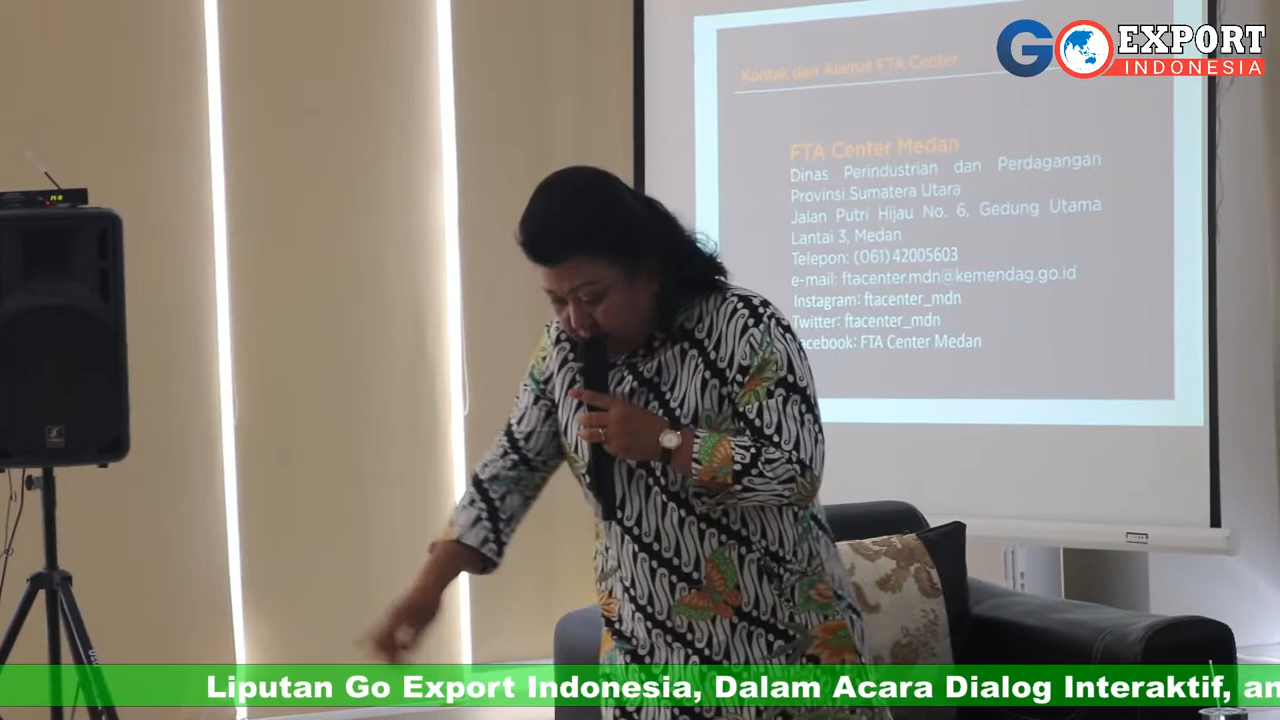 GO EXPORT
INDONESIA
Kontak dan Alamat FTA Center
FTA Center Medan
Dinas Perindustrian dan Perdagangan
Provinsi Sumatera Utara
Jalan Putri Hijau No. 6, Gedung Utama
Lantai 3, Medan
Telepon: (061) 42005603
e-mail: ftacenter.mdn@kemendag.go.id
Instagram: ftacenter_mdn
Twitter: ftacenter_mdn
acebook: FTA Center Medan
Liputan Go Export Indonesia, Dalam Acara Dialog Interaktif, an